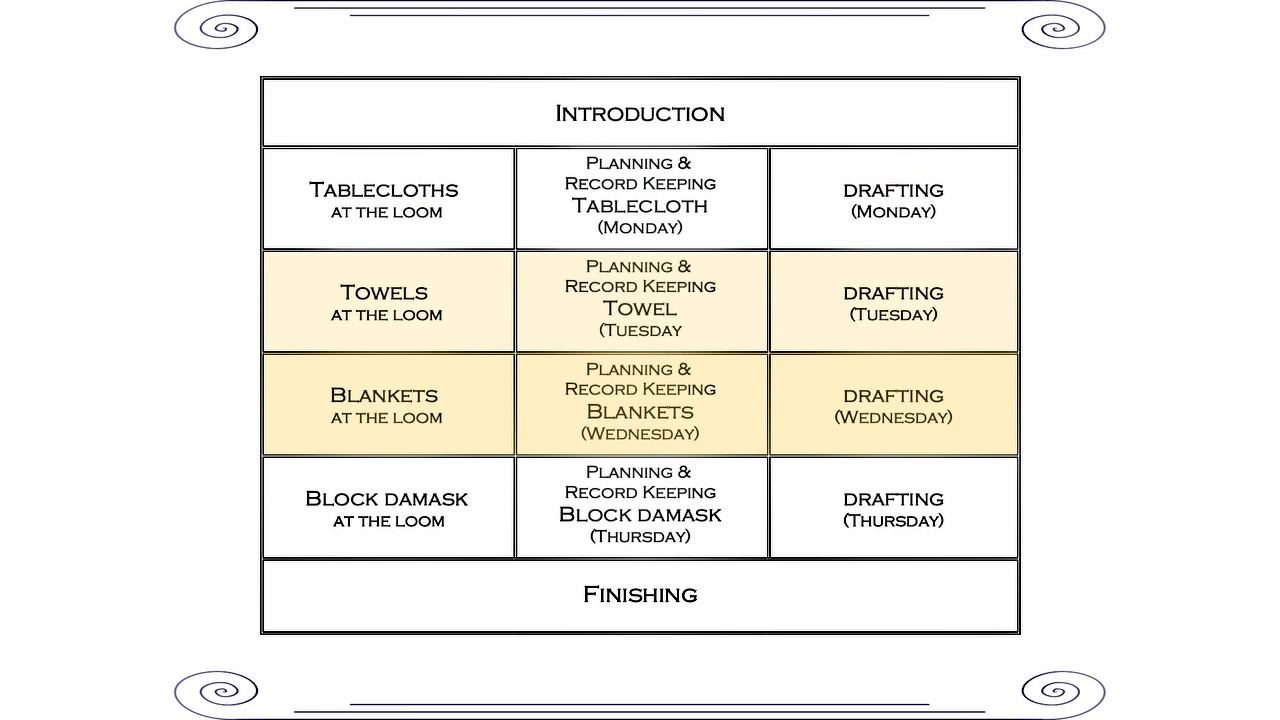 Introduction
Tablecloths
at the loom
Planning &
Record Keeping
Tablecloth
(Monday)
drafting
(Monday)
Towels
at the loom
Planning &
Record Keeping
Towel
(Tuesday
drafting
(Tuesday)
Blankets
at the loom
Planning &
Record Keeping
Blankets
(Wednesday)
drafting
(Wednesday)
Block damask
at the loom
Planning &
Record Keeping
Block damask
(Thursday)
drafting
(Thursday)
Finishing